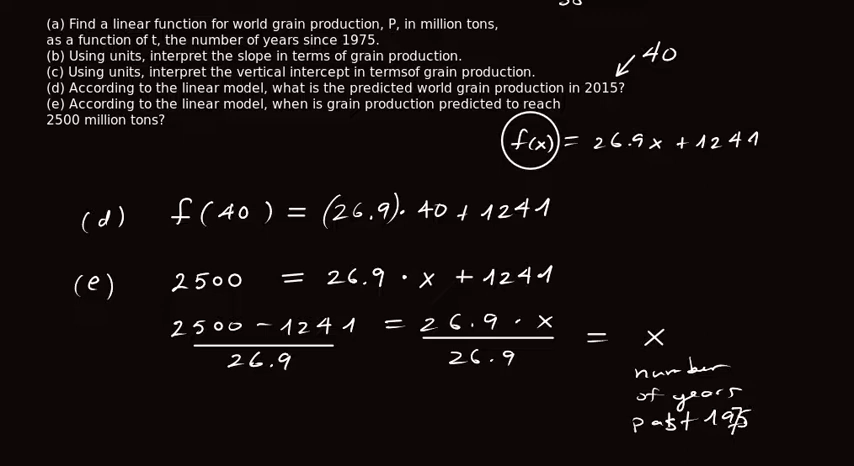 (a) Find a linear function for world grain production, P, in million tons,
as a function of t, the number of years since 1975.
(b) Using units, interpret the slope in terms of grain production.
(c) Using units, interpret the vertical intercept in termsof grain production.
(d) According to the linear model, what is the predicted world grain production in 2015?
(e) According to the linear model, when is grain production predicted to reach
2500 million tons?
40
f(x) = 26.9x + 1241
(d) f(40) = (26.9)· 40 + 1241
(e) 2500 = 26.9 · x + 1241
2500 - 1241 = 26.9 · x = x
26.9 26.9
number
of years
past 1975